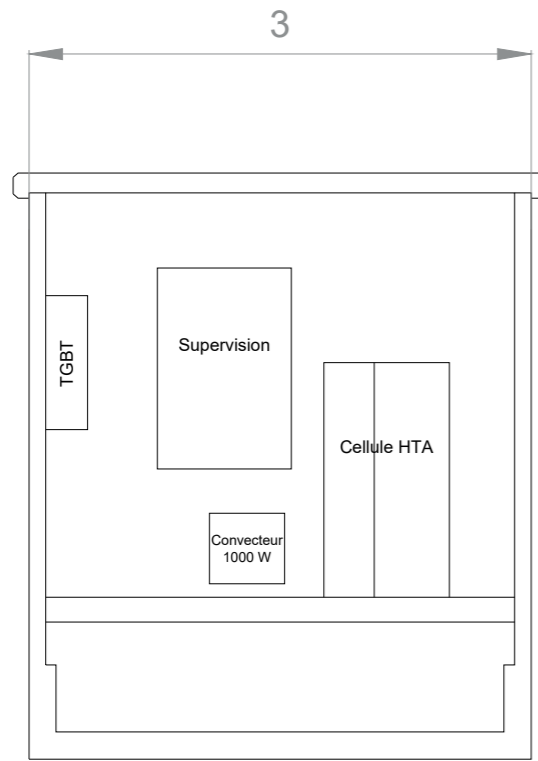 3
TGBT
Supervision
Cellule HTA
Convecteur
1000 W